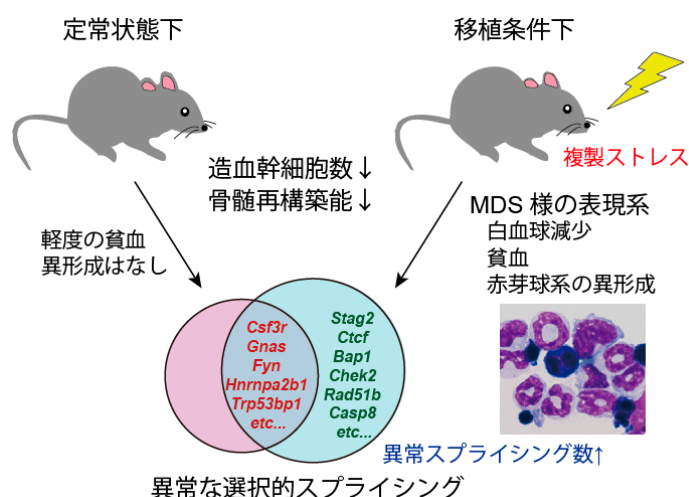 定常状態下
移植条件下
複製ストレス
造血幹細胞数↓
骨髄再構築能↓
軽度の貧血
異形成はなし
MDS 様の表現系
白血球減少
貧血
赤芽球系の異形成
Csf3r
Gnas
Fyn
Hnrnpa2b1
Trp53bp1
etc...
Stag2
Ctcf
Bap1
Chek2
Rad51b
Casp8
etc...
異常スプライシング数↑
異常な選択的スプライシング